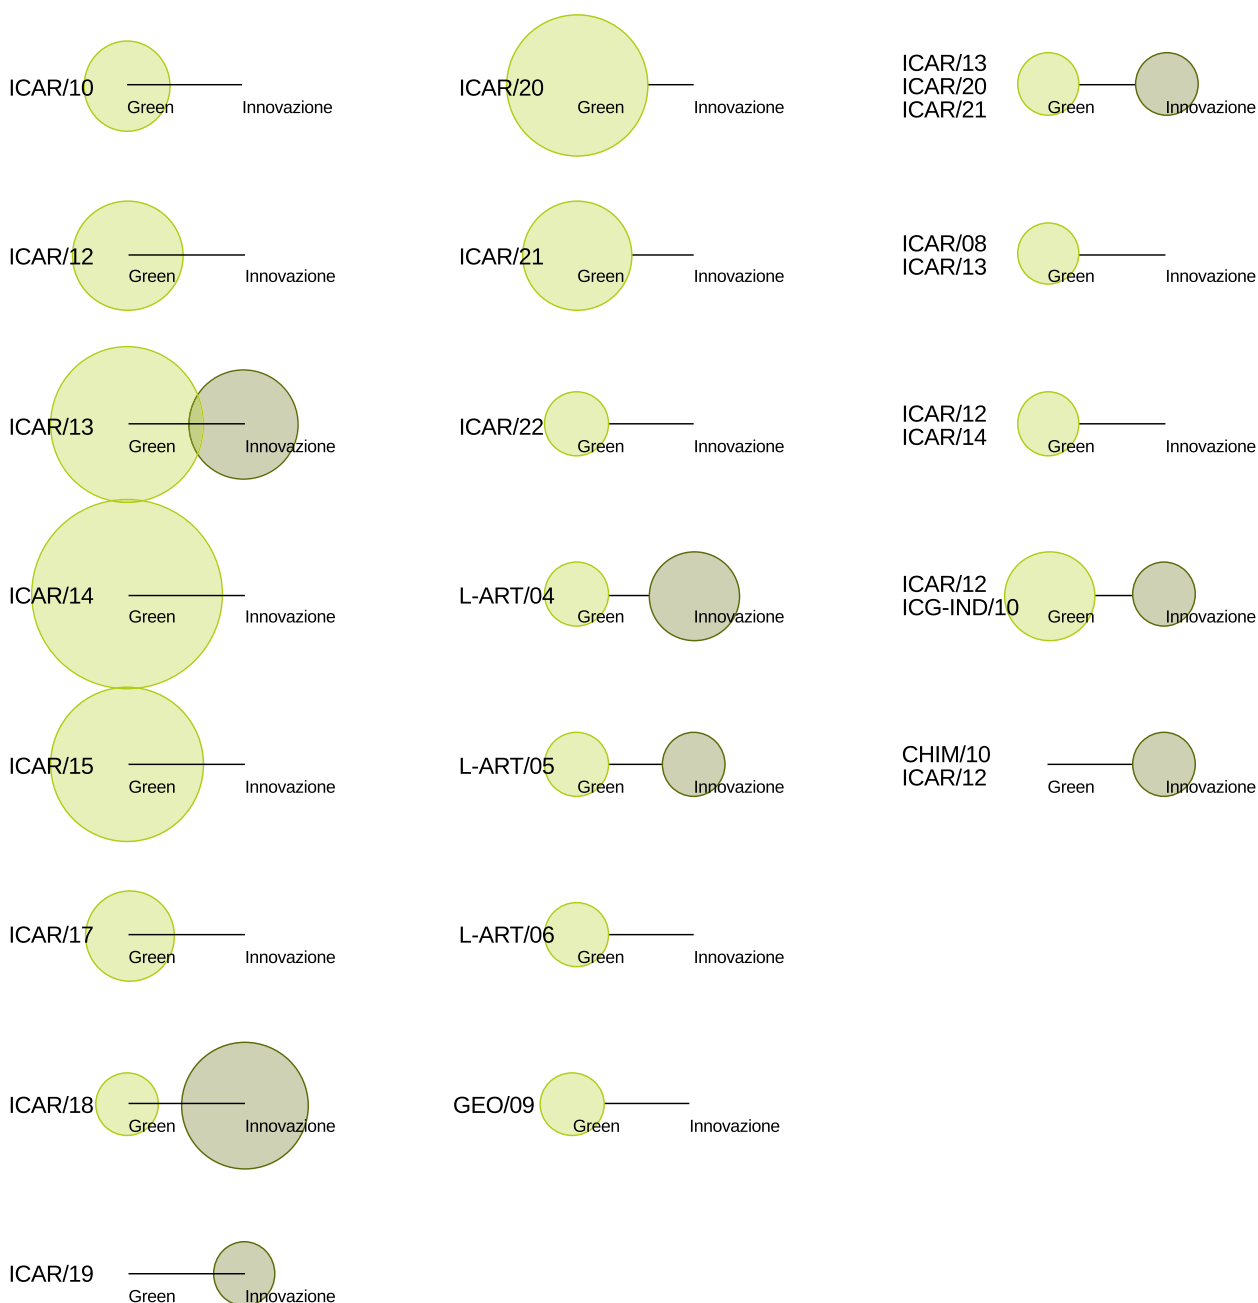 ICAR/10
Green
Innovazione
ICAR/12
Green
Innovazione
ICAR/13
Green
Innovazione
ICAR/14
Green
Innovazione
ICAR/15
Green
Innovazione
ICAR/17
Green
Innovazione
ICAR/18
Green
Innovazione
ICAR/19
Green
Innovazione
ICAR/20
Green
Innovazione
ICAR/21
Green
Innovazione
ICAR/22
Green
Innovazione
L-ART/04
Green
Innovazione
L-ART/05
Green
Innovazione
L-ART/06
Green
Innovazione
GEO/09
Green
Innovazione
ICAR/13
ICAR/20
ICAR/21
Green
Innovazione
ICAR/08
ICAR/13
Green
Innovazione
ICAR/12
ICAR/14
Green
Innovazione
ICAR/12
ICG-IND/10
Green
Innovazione
CHIM/10
ICAR/12
Green
Innovazione